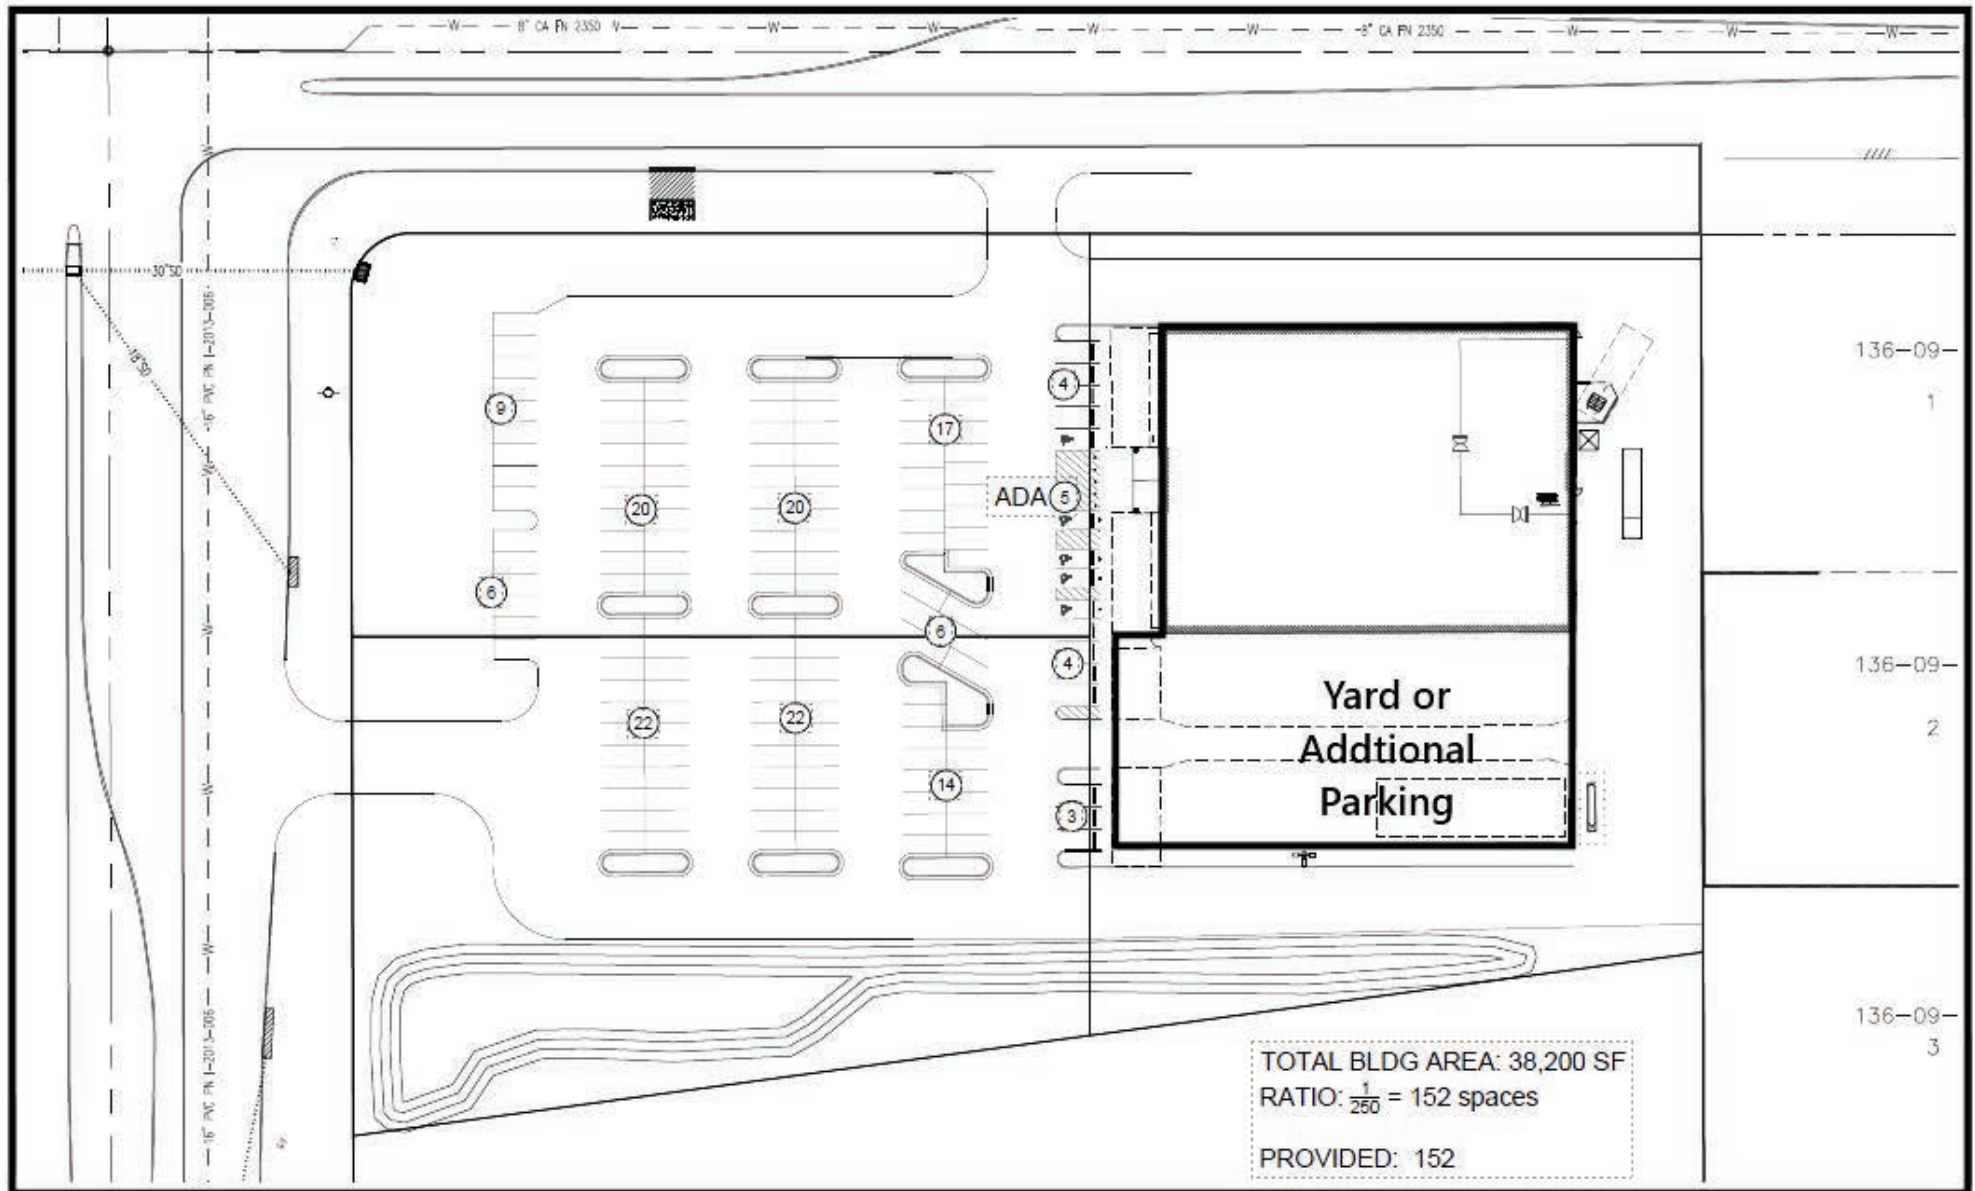 W
8" CA PN 2350
W
W
W
W
W
8" CA PN 2350
W
W
W
W
30"SD
18"SD
W
16" PVC PN I-2013-006
W
W
W
W
16" PVC PN I-2013-006
9
6
20
20
17
22
22
6
14
4
ADA 5
4
3
Yard or
Addtional
Parking
136-09-
1
136-09-
2
136-09-
3
TOTAL BLDG AREA: 38,200 SF
RATIO: 1/250 = 152 spaces
PROVIDED: 152